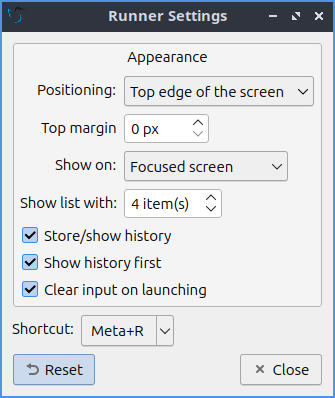 Runner Settings
Appearance
Positioning: Top edge of the screen
Top margin 0 px
Show on: Focused screen
Show list with: 4 item(s)
Store/show history
Show history first
Clear input on launching
Shortcut: Meta+R
Reset Close